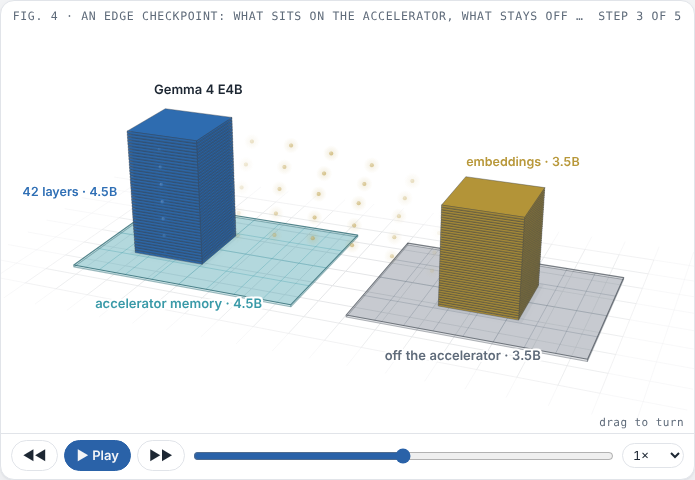 FIG. 4 · AN EDGE CHECKPOINT: WHAT SITS ON THE ACCELERATOR, WHAT STAYS OFF … STEP 3 OF 5
Gemma 4 E4B
embeddings · 3.5B
42 layers · 4.5B
accelerator memory · 4.5B
off the accelerator · 3.5B
drag to turn
Play
1×